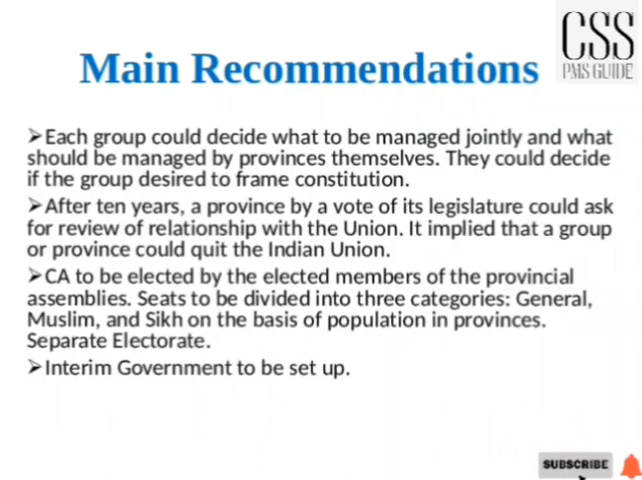 CSS
PMS GUIDE
Main Recommendations
➢Each group could decide what to be managed jointly and what
should be managed by provinces themselves. They could decide
if the group desired to frame constitution.
➢After ten years, a province by a vote of its legislature could ask
for review of relationship with the Union. It implied that a group
or province could quit the Indian Union.
➢CA to be elected by the elected members of the provincial
assemblies. Seats to be divided into three categories: General,
Muslim, and Sikh on the basis of population in provinces.
Separate Electorate.
➢Interim Government to be set up.
SUBSCRIBE